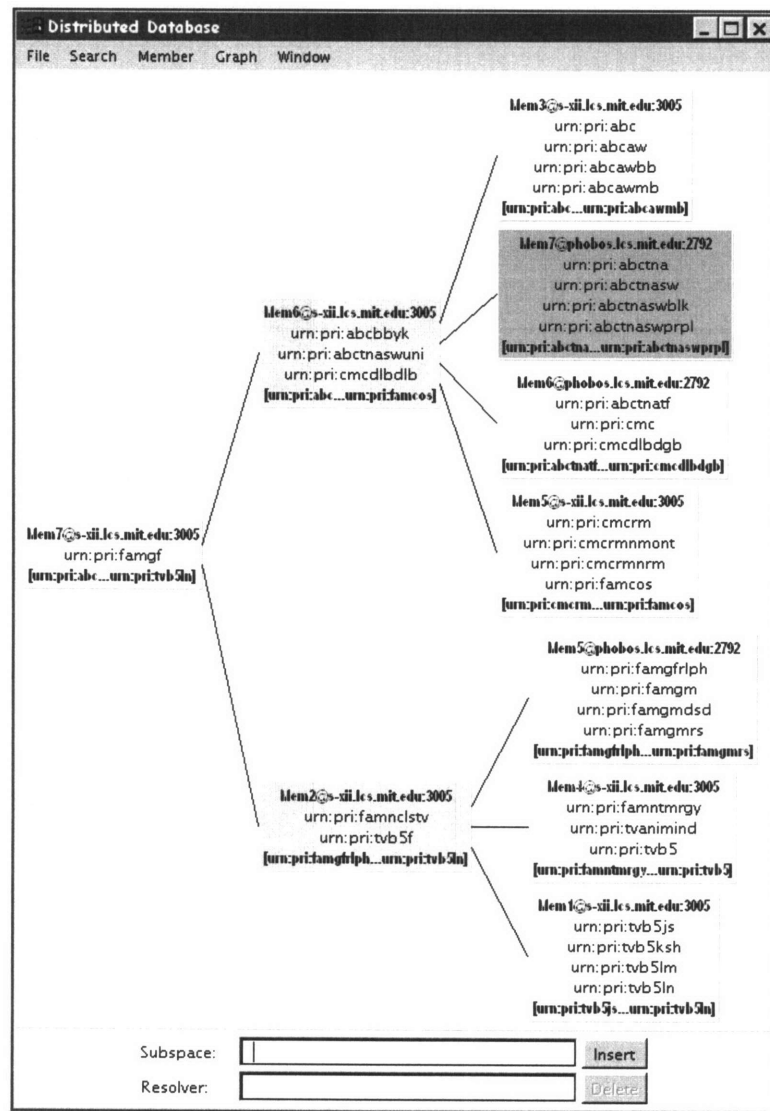 Distributed Database
File Search Member Graph Window
Mem3@s-xii.lcs.mit.edu:3005
urn:pri:abc
urn:pri:abcaw
urn:pri:abcawbb
urn:pri:abcawmb
[urn:pri:abc...urn:pri:abcawmb]
Mem7@phobos.lcs.mit.edu:2792
urn:pri:abctna
urn:pri:abctnasw
urn:pri:abctnaswblk
urn:pri:abctnaswprpl
[urn:pri:abctna...urn:pri:abctnaswprpl]
Mem6@s-xii.lcs.mit.edu:3005
urn:pri:abcbbyk
urn:pri:abctnaswuni
urn:pri:cmcdlbdlb
[urn:pri:abc...urn:pri:famcos]
Mem6@phobos.lcs.mit.edu:2792
urn:pri:abctnatf
urn:pri:cmc
urn:pri:cmcdlbdgb
[urn:pri:abctnatf...urn:pri:cmcdlbdgb]
Mem5@s-xii.lcs.mit.edu:3005
urn:pri:cmcrm
urn:pri:cmcrmnmont
urn:pri:cmcrmnrm
urn:pri:famcos
[urn:pri:cmcrm...urn:pri:famcos]
Mem7@s-xii.lcs.mit.edu:3005
urn:pri:famgf
[urn:pri:abc...urn:pri:tvb5ln]
Mem5@phobos.lcs.mit.edu:2792
urn:pri:famgfrlph
urn:pri:famgm
urn:pri:famgmdsd
urn:pri:famgmrs
[urn:pri:famgfrlph...urn:pri:famgmrs]
Mem2@s-xii.lcs.mit.edu:3005
urn:pri:famnclstv
urn:pri:tvb5f
[urn:pri:famgfrlph...urn:pri:tvb5ln]
Mem4@s-xii.lcs.mit.edu:3005
urn:pri:famntmrgy
urn:pri:tvanimind
urn:pri:tvb5
[urn:pri:famntmrgy...urn:pri:tvb5]
Mem1@s-xii.lcs.mit.edu:3005
urn:pri:tvb5js
urn:pri:tvb5ksh
urn:pri:tvb5lm
urn:pri:tvb5ln
[urn:pri:tvb5js...urn:pri:tvb5ln]
Subspace: Insert
Resolver: Delete